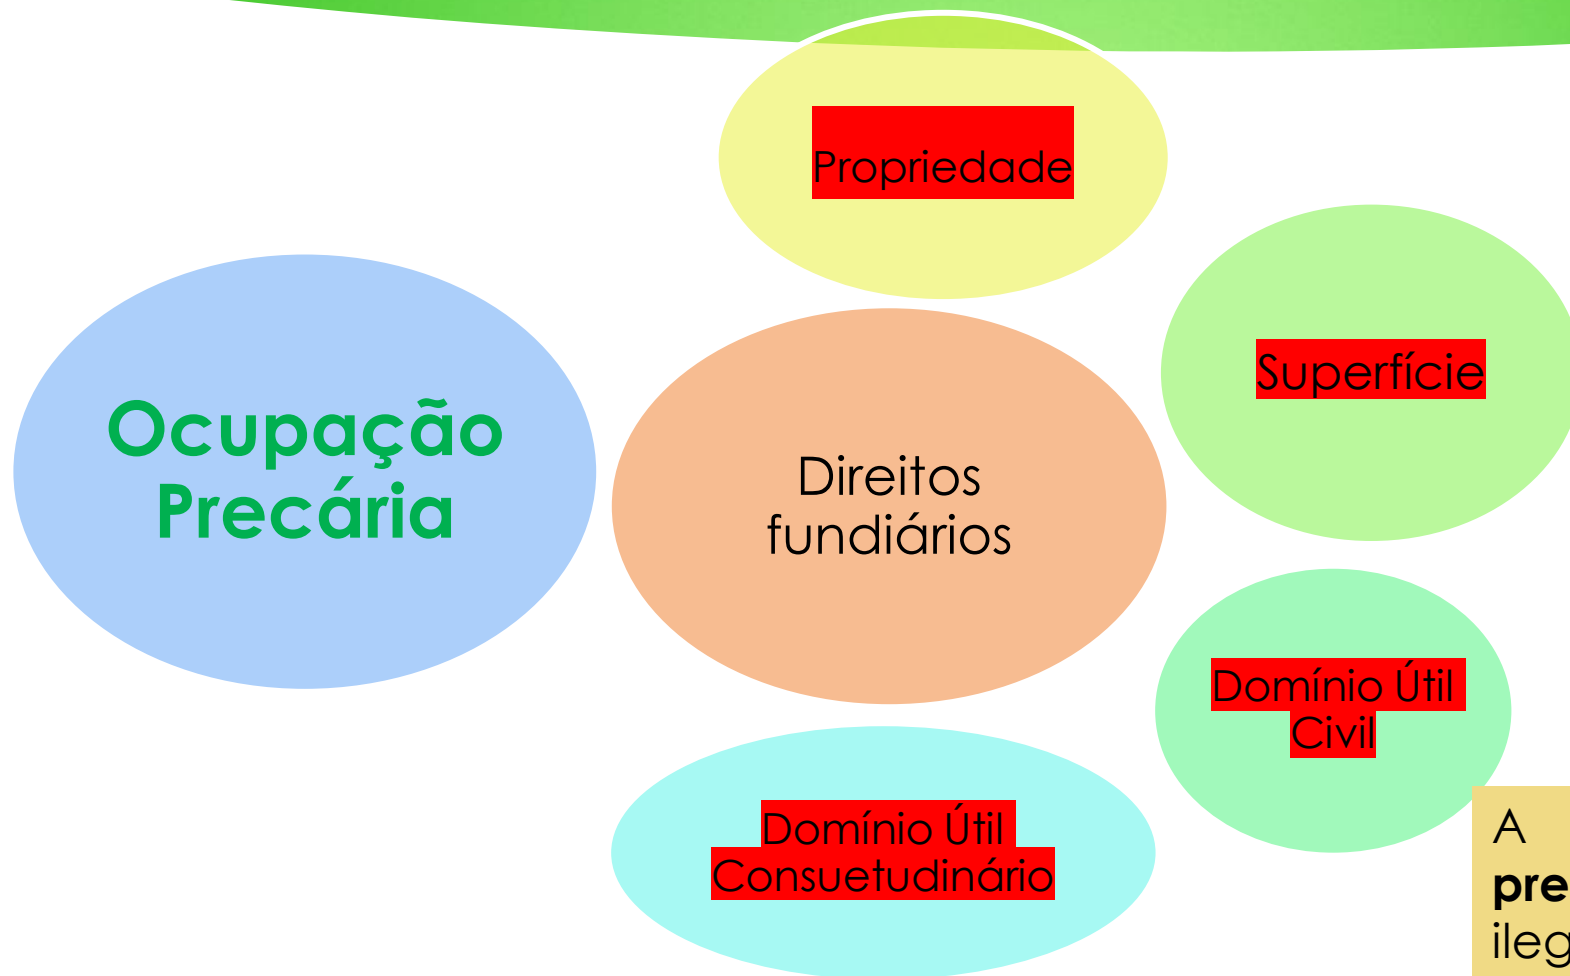 Propriedade
Superfície
Ocupação
Precária
Direitos
fundiários
Domínio Útil
Civil
Domínio Útil
Consuetudinário
A